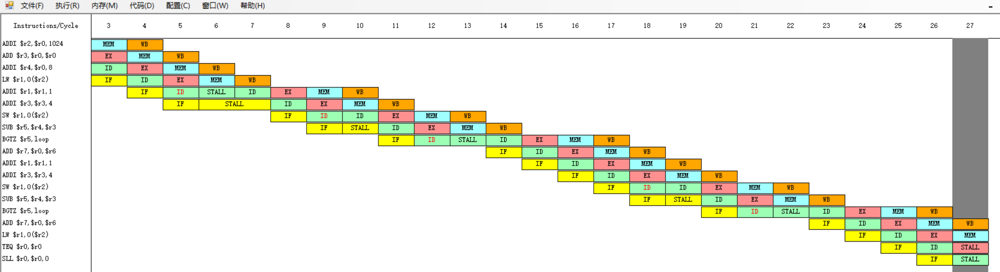 文件(F) 执行(R) 内存(M) 代码(D) 配置(C) 窗口(W) 帮助(H)
Instructions/Cycle 3 4 5 6 7 8 9 10 11 12 13 14 15 16 17 18 19 20 21 22 23 24 25 26 27
ADDI $r2,$r0,1024 MEM WB
ADD $r3,$r0,$r0 EX MEM WB
ADDI $r4,$r0,8 ID EX MEM WB
LW $r1,0($r2) IF ID EX MEM WB
ADDI $r1,$r1,1 IF ID STALL ID EX MEM WB
ADDI $r3,$r3,4 IF STALL ID EX MEM WB
SW $r1,0($r2) IF ID ID EX MEM WB
SUB $r5,$r4,$r3 IF STALL ID EX MEM WB
BGTZ $r5,loop IF ID STALL ID EX MEM WB
ADD $r7,$r0,$r6 IF ID EX MEM WB
ADDI $r1,$r1,1 IF ID EX MEM WB
ADDI $r3,$r3,4 IF ID EX MEM WB
SW $r1,0($r2) IF ID ID EX MEM WB
SUB $r5,$r4,$r3 IF STALL ID EX MEM WB
BGTZ $r5,loop IF ID STALL ID EX MEM WB
ADD $r7,$r0,$r6 IF ID EX MEM WB
LW $r1,0($r2) IF ID EX MEM
TEQ $r0,$r0 IF ID STALL
SLL $r0,$r0,0 IF STALL